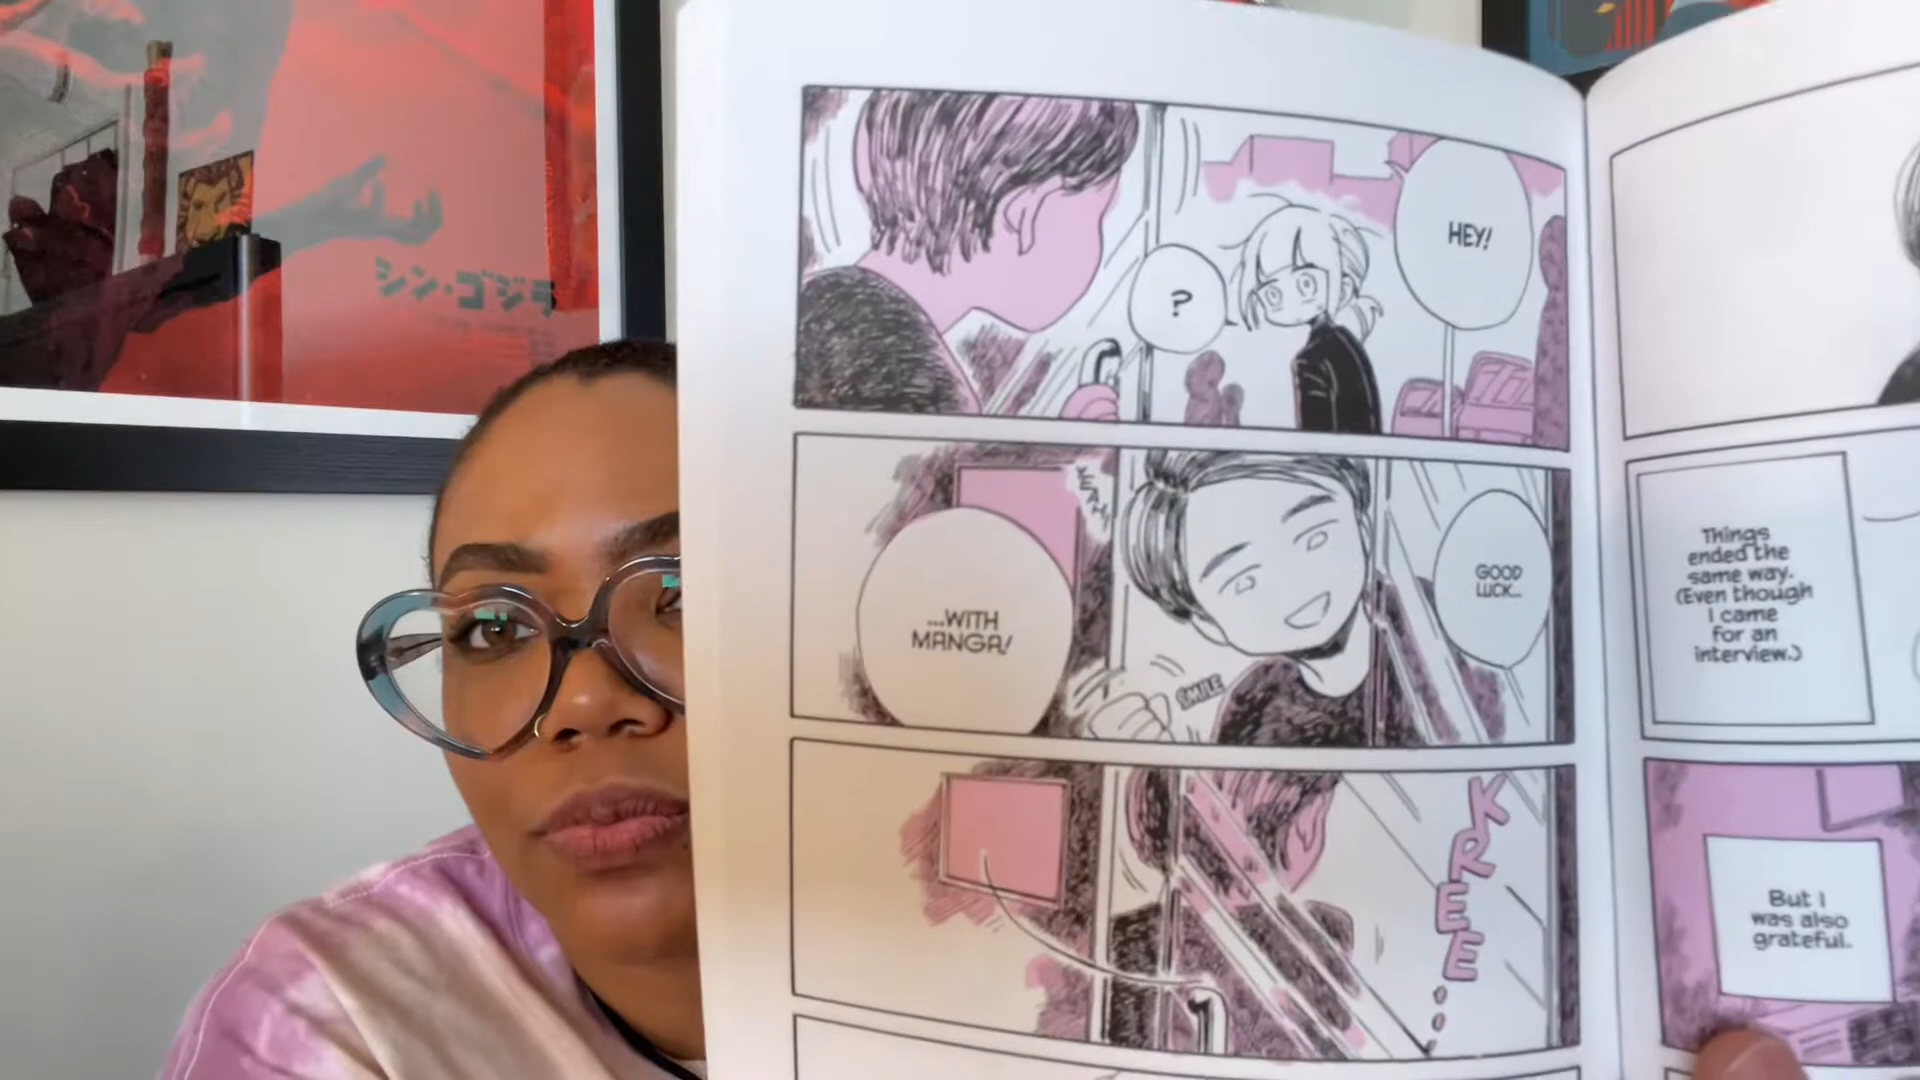 シン・ゴジラ
HEY!
?
GOOD
LUCK...
YEAH!
...WITH
MANGA!
SMILE
KREEE...
Things
ended the
same way.
(Even though
I came
for an
interview.)
But I
was also
grateful.